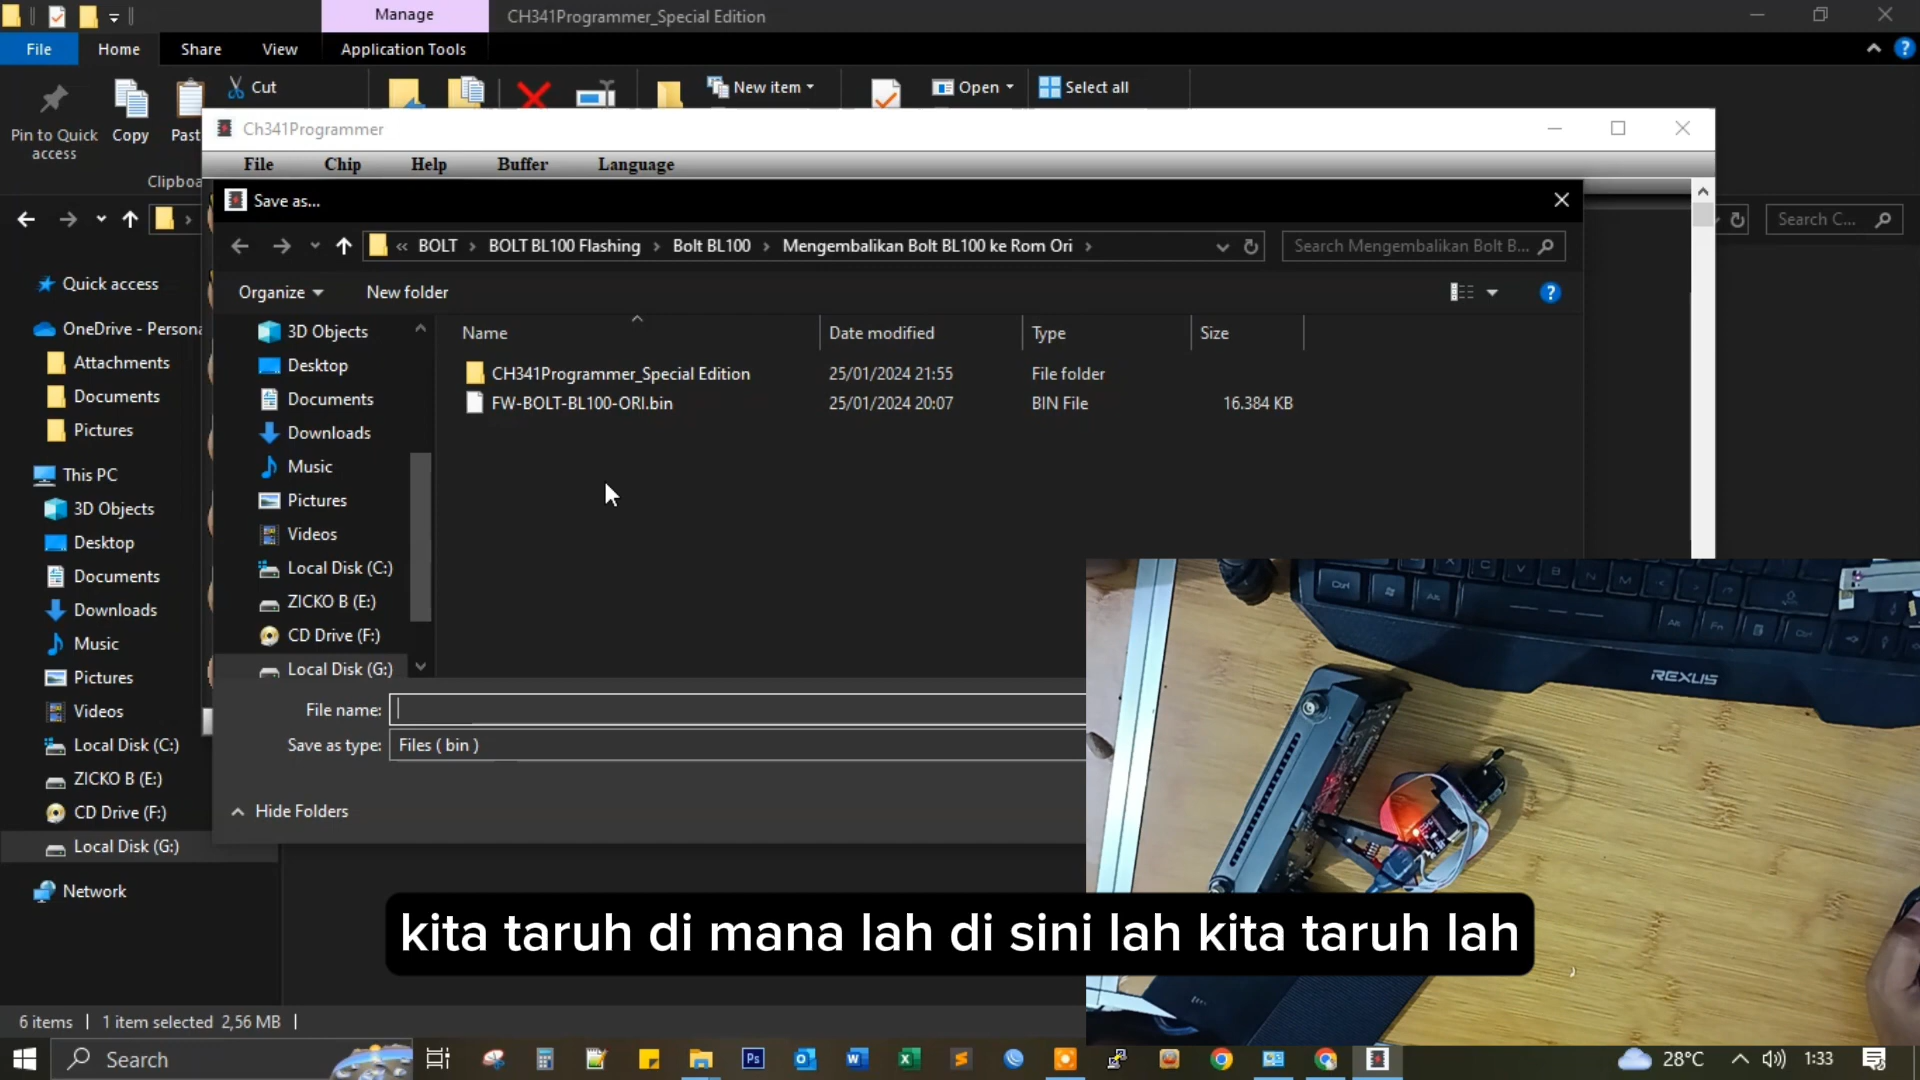 Manage
CH341Programmer_Special Edition
File
Home
Share
View
Application Tools
Pin to Quick access
Copy
Past
Cut
New item
Open
Select all
Clipboa
Ch341Programmer
File
Chip
Help
Buffer
Language
Save as...
« BOLT › BOLT BL100 Flashing › Bolt BL100 › Mengembalikan Bolt BL100 ke Rom Ori ›
Search Mengembalikan Bolt B...
Search C...
Organize
New folder
Quick access
OneDrive - Persona
Attachments
Documents
Pictures
This PC
3D Objects
Desktop
Documents
Downloads
Music
Pictures
Videos
Local Disk (C:)
ZICKO B (E:)
CD Drive (F:)
Local Disk (G:)
Network
3D Objects
Desktop
Documents
Downloads
Music
Pictures
Videos
Local Disk (C:)
ZICKO B (E:)
CD Drive (F:)
Local Disk (G:)
Name
Date modified
Type
Size
CH341Programmer_Special Edition
25/01/2024 21:55
File folder
FW-BOLT-BL100-ORI.bin
25/01/2024 20:07
BIN File
16.384 KB
File name:
Save as type:
Files ( bin )
Hide Folders
REXUS
kita taruh di mana lah di sini lah kita taruh lah
6 items
1 item selected 2,56 MB
Search
28°C
1:33